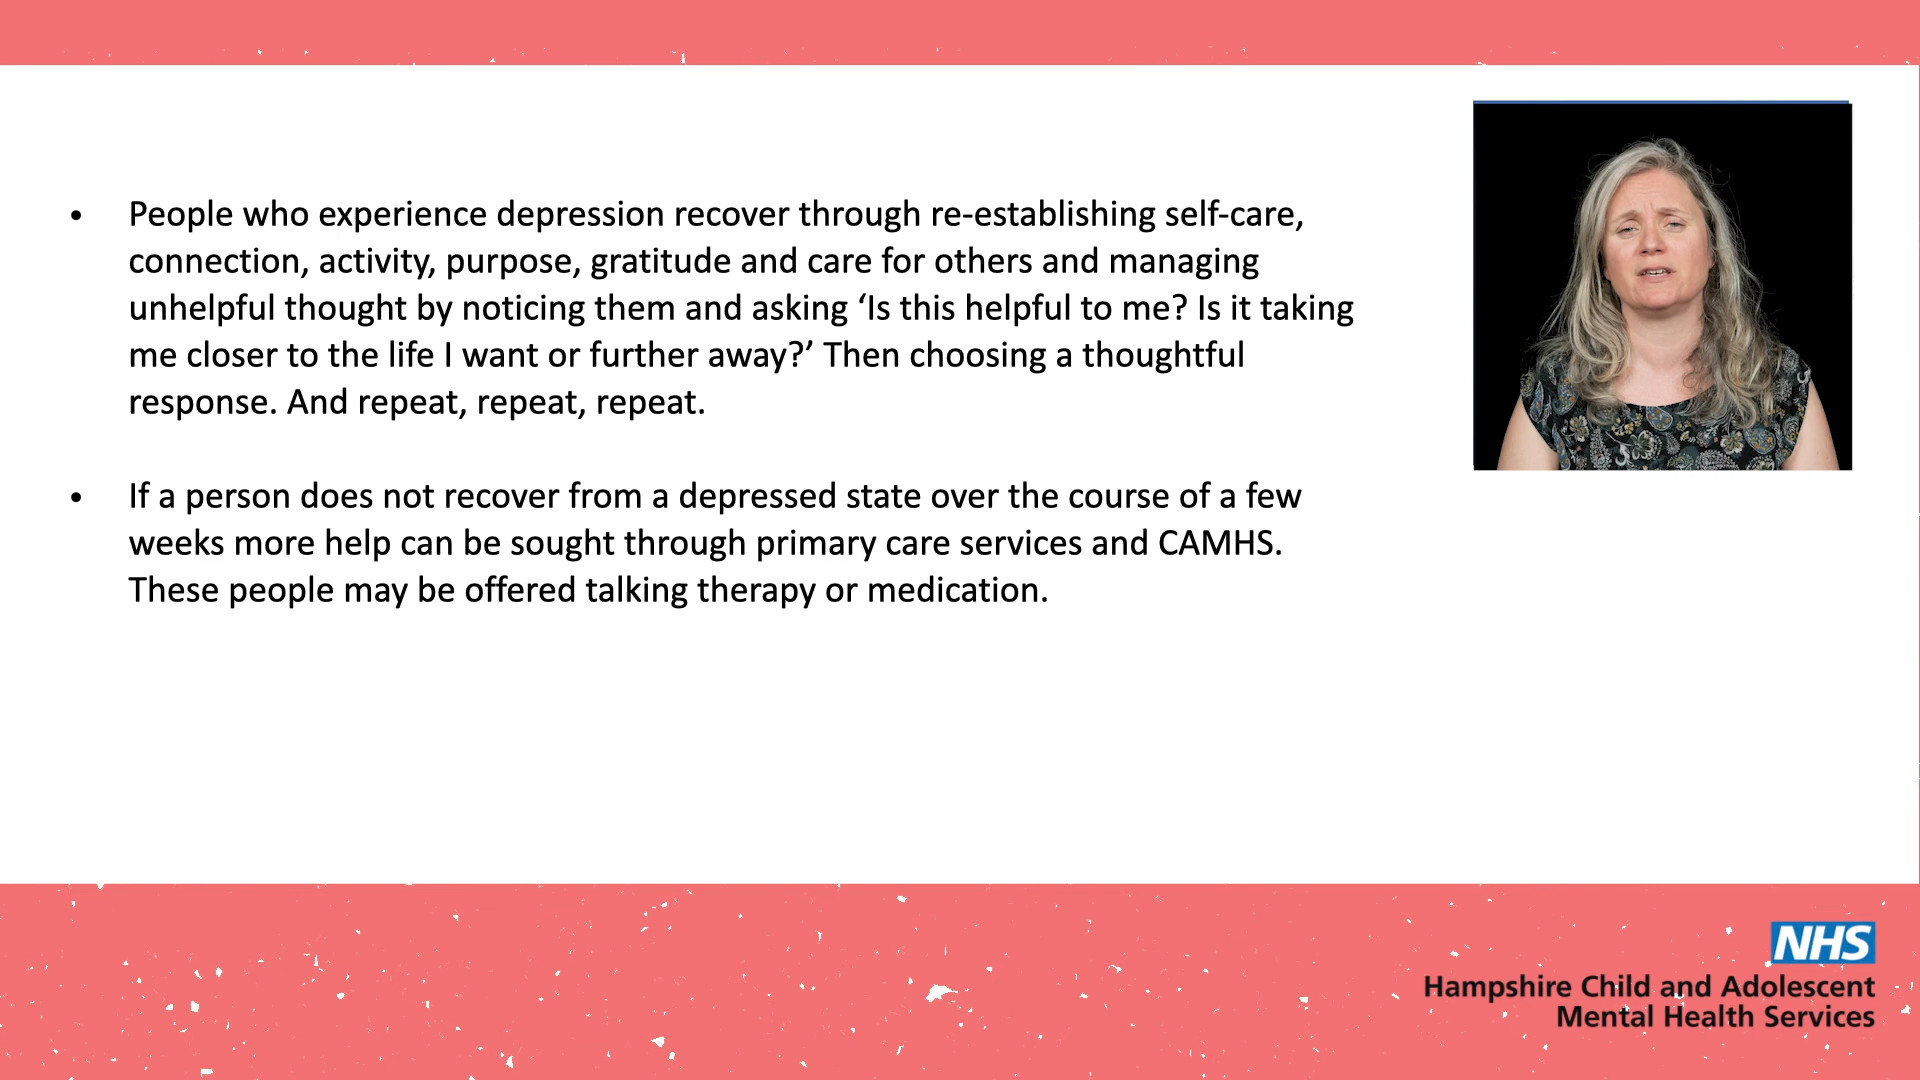 • People who experience depression recover through re-establishing self-care,
connection, activity, purpose, gratitude and care for others and managing
unhelpful thought by noticing them and asking ‘Is this helpful to me? Is it taking
me closer to the life I want or further away?’ Then choosing a thoughtful
response. And repeat, repeat, repeat.
• If a person does not recover from a depressed state over the course of a few
weeks more help can be sought through primary care services and CAMHS.
These people may be offered talking therapy or medication.
NHS
Hampshire Child and Adolescent
Mental Health Services